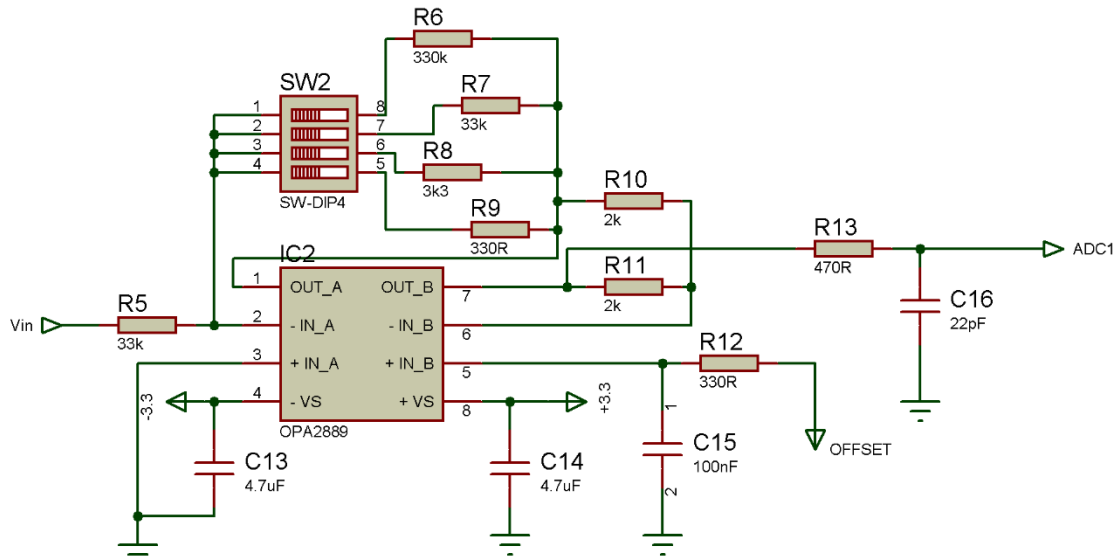 R6
330k
SW2
R7
33k
1
2
3
4
8
7
6
5
R8
3k3
SW-DIP4
R9
330R
R10
2k
R13
470R
ADC1
IC2
1
OUT_A
OUT_B
7
R11
2k
C16
22pF
Vin
R5
33k
2
- IN_A
- IN_B
6
3
+ IN_A
+ IN_B
5
R12
330R
-3.3
4
- VS
+ VS
8
+3.3
OPA2889
OFFSET
C13
4.7uF
C14
4.7uF
1
C15
100nF
2